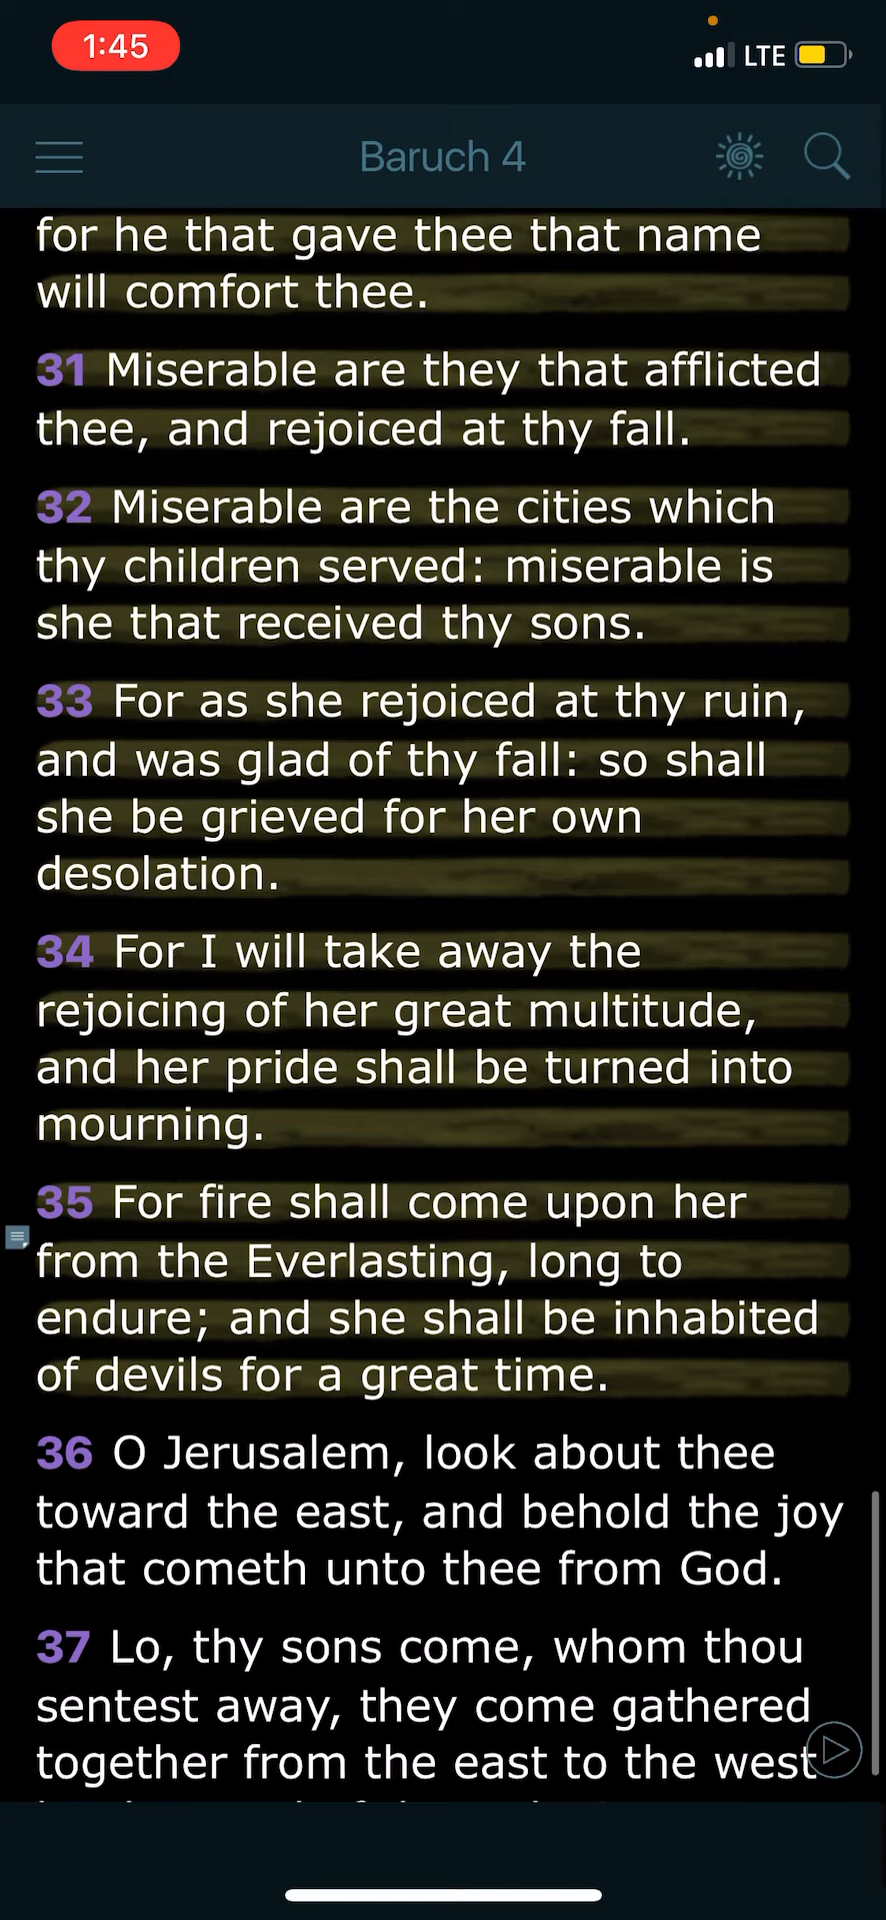 1:45
LTE
Baruch 4
for he that gave thee that name
will comfort thee.
31 Miserable are they that afflicted
thee, and rejoiced at thy fall.
32 Miserable are the cities which
thy children served: miserable is
she that received thy sons.
33 For as she rejoiced at thy ruin,
and was glad of thy fall: so shall
she be grieved for her own
desolation.
34 For I will take away the
rejoicing of her great multitude,
and her pride shall be turned into
mourning.
35 For fire shall come upon her
from the Everlasting, long to
endure; and she shall be inhabited
of devils for a great time.
36 O Jerusalem, look about thee
toward the east, and behold the joy
that cometh unto thee from God.
37 Lo, thy sons come, whom thou
sentest away, they come gathered
together from the east to the west